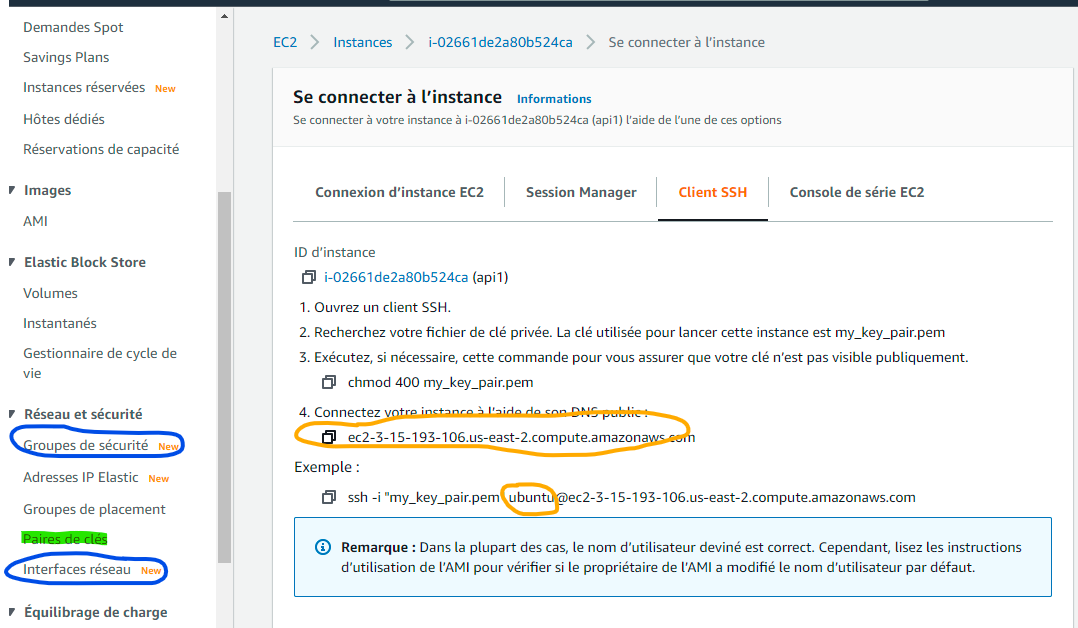 Demandes Spot
Savings Plans
Instances réservées New
Hôtes dédiés
Réservations de capacité
Images
AMI
Elastic Block Store
Volumes
Instantanés
Gestionnaire de cycle de
vie
Réseau et sécurité
Groupes de sécurité New
Adresses IP Elastic New
Groupes de placement
Paires de clés
Interfaces réseau New
Équilibrage de charge
EC2 Instances i-02661de2a80b524ca Se connecter à l'instance
Se connecter à l'instance Informations
Se connecter à votre instance à i-02661de2a80b524ca (api1) l'aide de l'une de ces options
Connexion d'instance EC2 Session Manager Client SSH Console de série EC2
ID d'instance
i-02661de2a80b524ca (api1)
1. Ouvrez un client SSH.
2. Recherchez votre fichier de clé privée. La clé utilisée pour lancer cette instance est my_key_pair.pem
3. Exécutez, si nécessaire, cette commande pour vous assurer que votre clé n'est pas visible publiquement.
chmod 400 my_key_pair.pem
4. Connectez votre instance à l'aide de son DNS public :
ec2-3-15-193-106.us-east-2.compute.amazonaws.com
Exemple :
ssh -i "my_key_pair.pem ubuntu@ec2-3-15-193-106.us-east-2.compute.amazonaws.com
Remarque : Dans la plupart des cas, le nom d'utilisateur deviné est correct. Cependant, lisez les instructions
d'utilisation de l'AMI pour vérifier si le propriétaire de l'AMI a modifié le nom d'utilisateur par défaut.